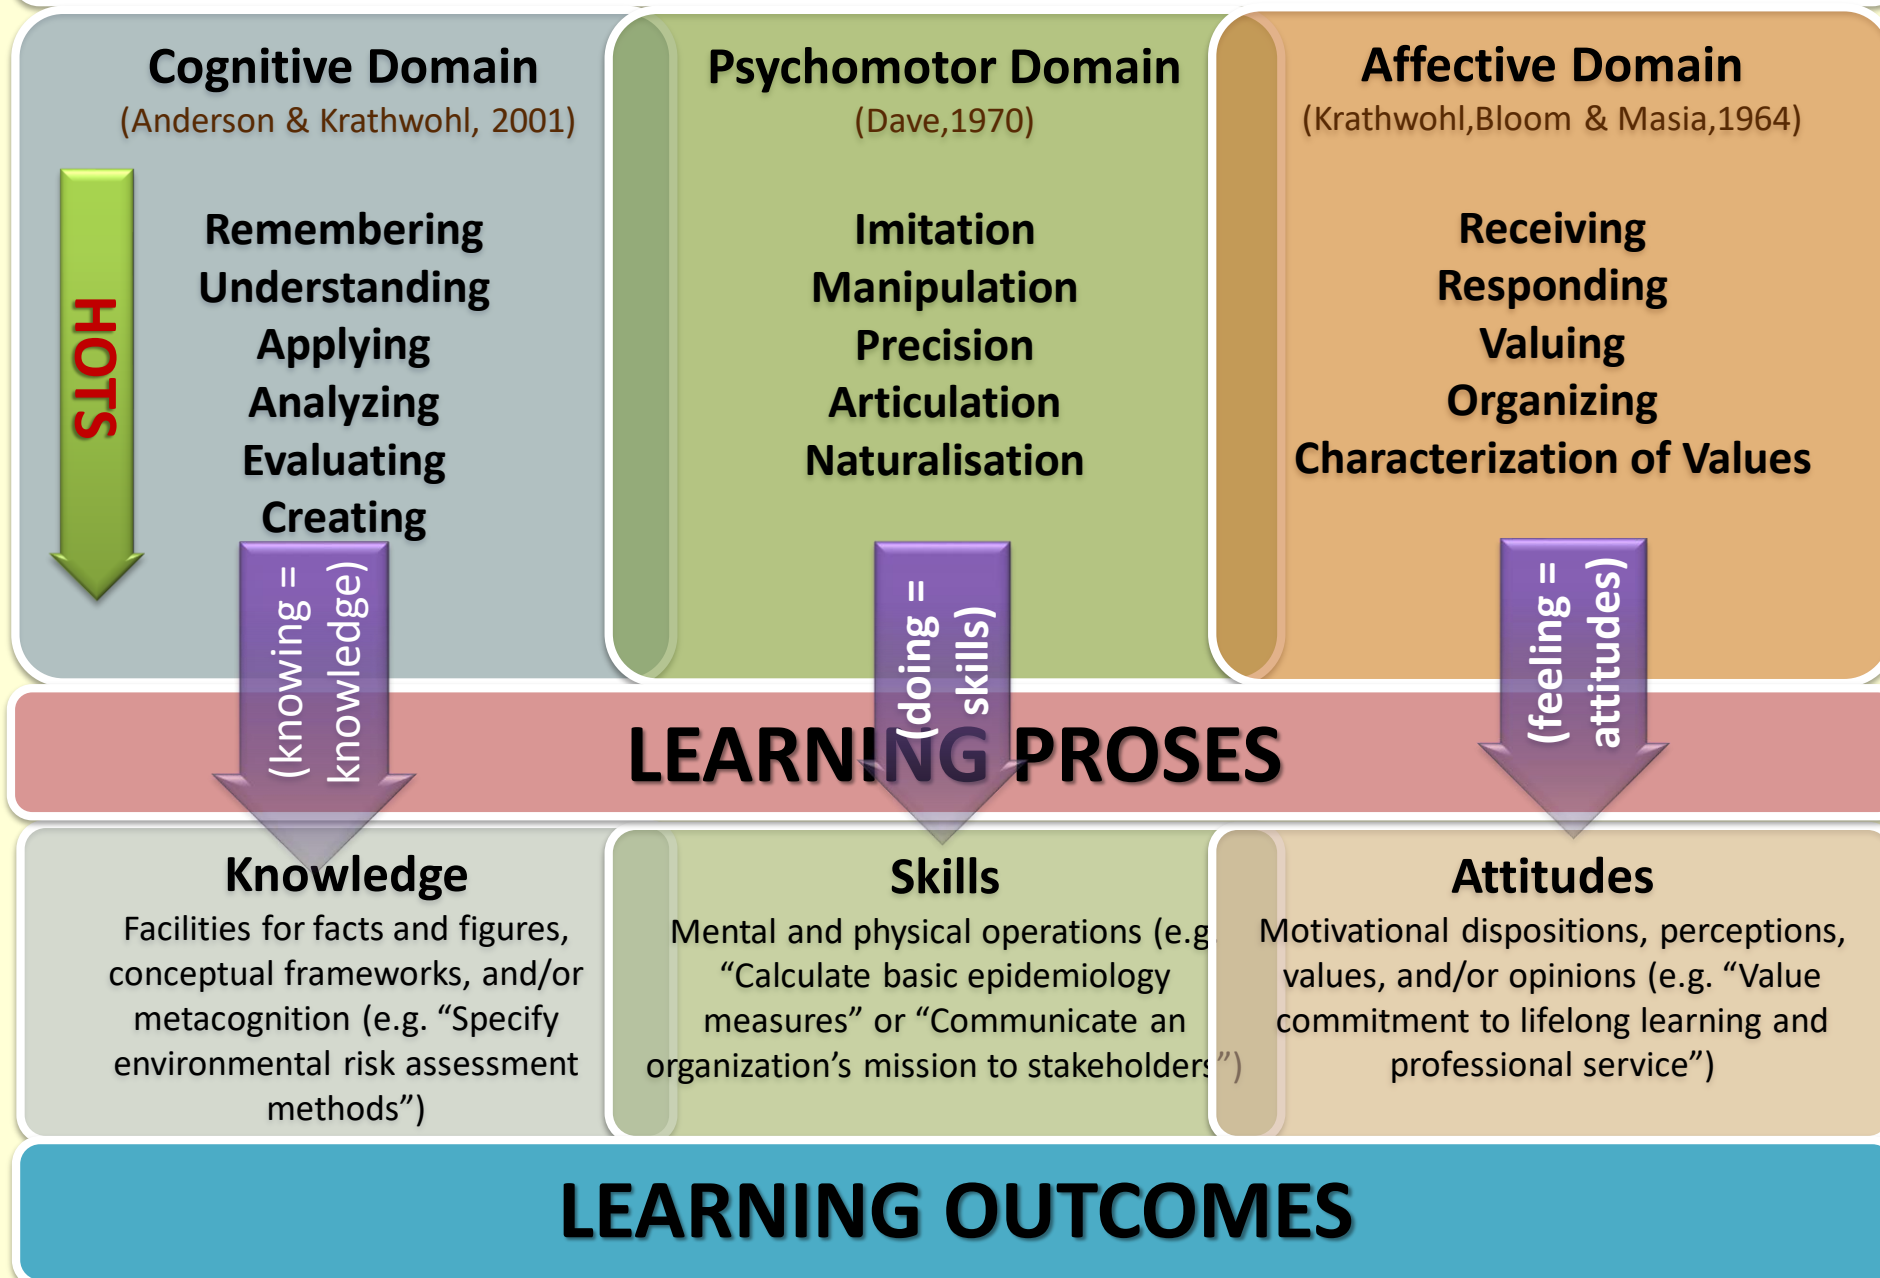 Cognitive Domain
(Anderson & Krathwohl, 2001)
HOTS
Remembering
Understanding
Applying
Analyzing
Evaluating
Creating
(knowing =
knowledge)
Psychomotor Domain
(Dave,1970)
Imitation
Manipulation
Precision
Articulation
Naturalisation
(doing =
skills)
Affective Domain
(Krathwohl,Bloom & Masia,1964)
Receiving
Responding
Valuing
Organizing
Characterization of Values
(feeling =
attitudes)
LEARNING PROSES
Knowledge
Facilities for facts and figures,
conceptual frameworks, and/or
metacognition (e.g. “Specify
environmental risk assessment
methods”)
Skills
Mental and physical operations (e.g.
“Calculate basic epidemiology
measures” or “Communicate an
organization’s mission to stakeholders”)
Attitudes
Motivational dispositions, perceptions,
values, and/or opinions (e.g. “Value
commitment to lifelong learning and
professional service”)
LEARNING OUTCOMES